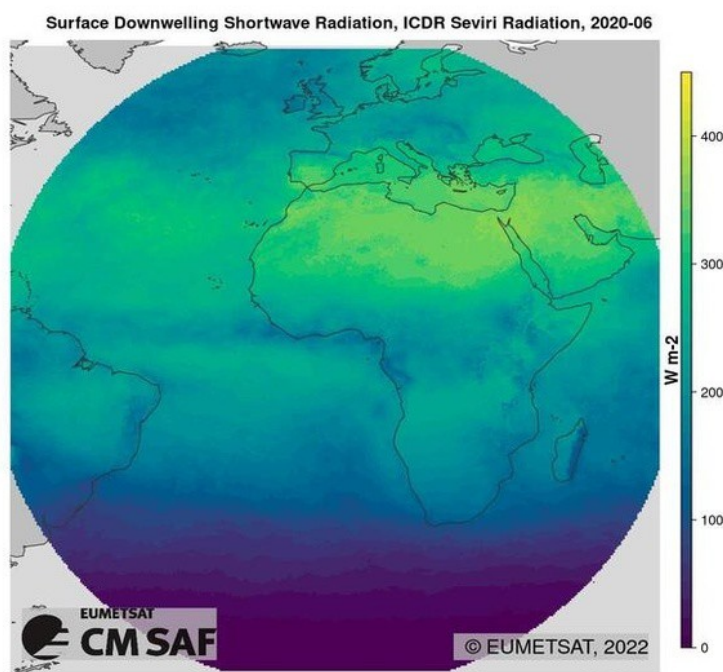 Surface Downwelling Shortwave Radiation, ICDR Seviri Radiation, 2020-06
400
300
W m-2
200
100
0
EUMETSAT
CM SAF
© EUMETSAT, 2022